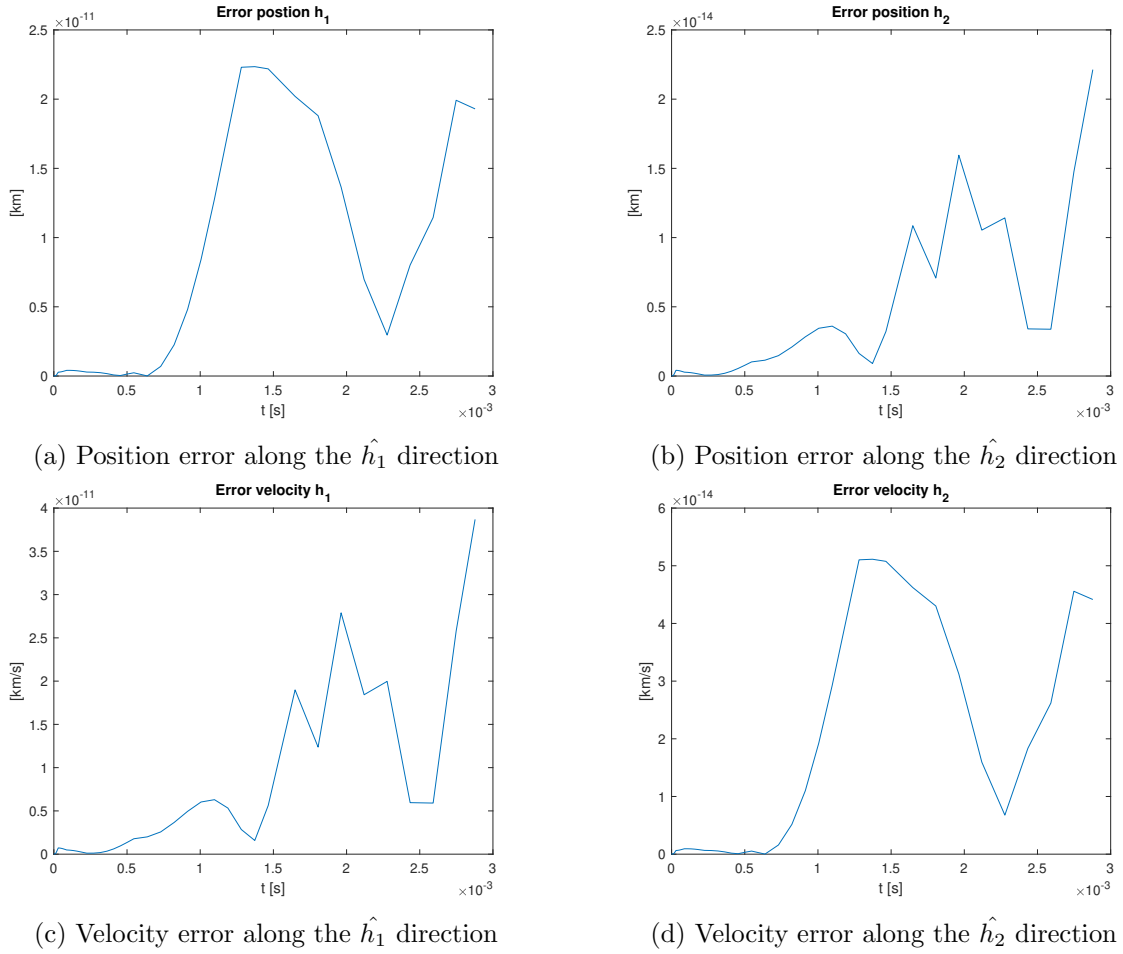 Error postion h1
×10-11
2.5
2
1.5
1
0.5
0
[km]
0 0.5 1 1.5 2 2.5 3
t [s]
×10-3
(a) Position error along the ĥ1 direction
Error position h2
×10-14
2.5
2
1.5
1
0.5
0
[km]
0 0.5 1 1.5 2 2.5 3
t [s]
×10-3
(b) Position error along the ĥ2 direction
Error velocity h1
×10-11
4
3.5
3
2.5
2
1.5
1
0.5
0
[km/s]
0 0.5 1 1.5 2 2.5 3
t [s]
×10-3
(c) Velocity error along the ĥ1 direction
Error velocity h2
×10-14
6
5
4
3
2
1
0
[km/s]
0 0.5 1 1.5 2 2.5 3
t [s]
×10-3
(d) Velocity error along the ĥ2 direction